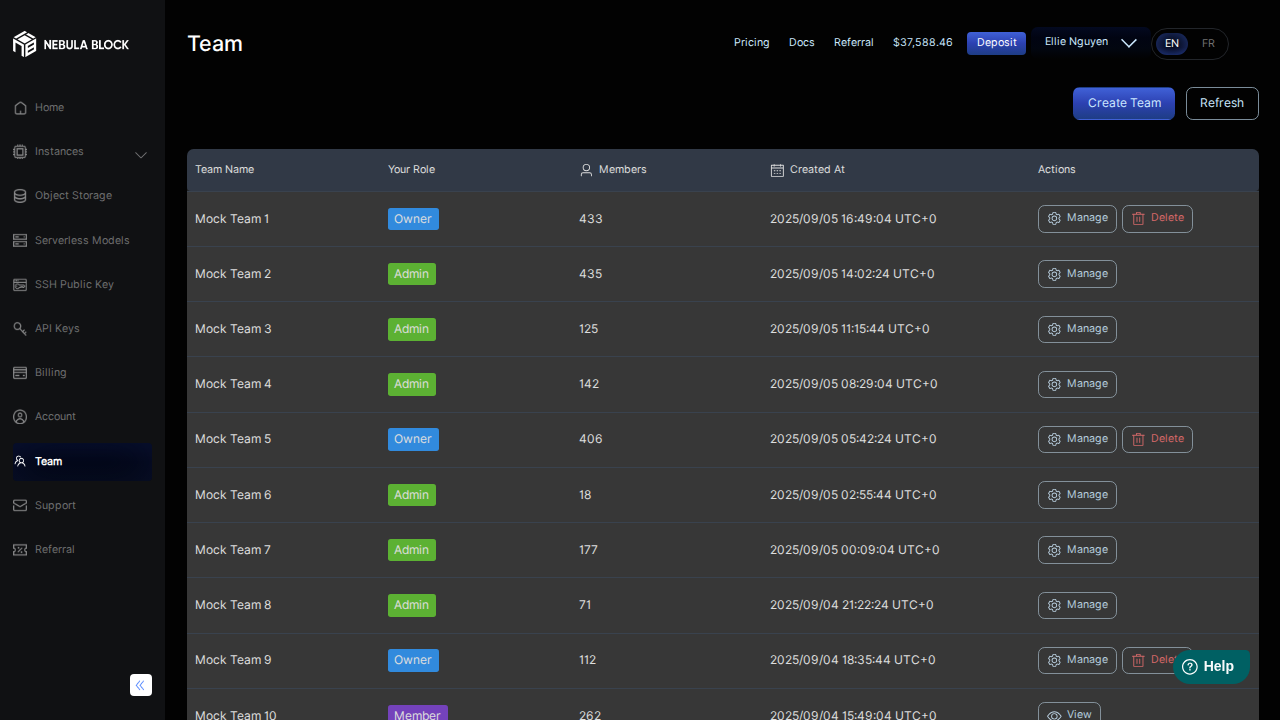 NEBULA BLOCK
Team
Pricing
Docs
Referral
$37,588.46
Deposit
Ellie Nguyen
EN
FR
Home
Instances
Object Storage
Serverless Models
SSH Public Key
API Keys
Billing
Account
Team
Support
Referral
Create Team
Refresh
Team Name Your Role Members Created At Actions
Mock Team 1 Owner 433 2025/09/05 16:49:04 UTC+0 Manage Delete
Mock Team 2 Admin 435 2025/09/05 14:02:24 UTC+0 Manage
Mock Team 3 Admin 125 2025/09/05 11:15:44 UTC+0 Manage
Mock Team 4 Admin 142 2025/09/05 08:29:04 UTC+0 Manage
Mock Team 5 Owner 406 2025/09/05 05:42:24 UTC+0 Manage Delete
Mock Team 6 Admin 18 2025/09/05 02:55:44 UTC+0 Manage
Mock Team 7 Admin 177 2025/09/05 00:09:04 UTC+0 Manage
Mock Team 8 Admin 71 2025/09/04 21:22:24 UTC+0 Manage
Mock Team 9 Owner 112 2025/09/04 18:35:44 UTC+0 Manage Delete
Mock Team 10 Member 262 2025/09/04 15:49:04 UTC+0 View
Help